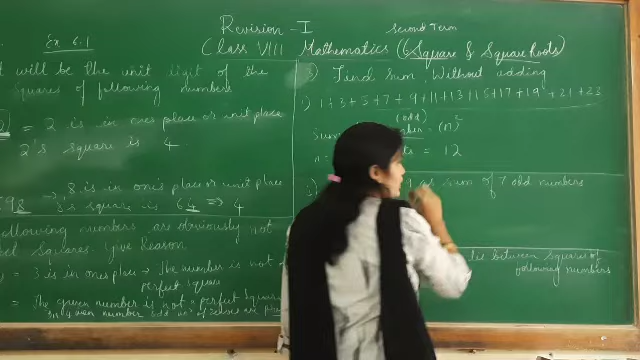 Revision - I
Second Term
Class VIII Mathematics (6 Square & Square Roots)
Ex 6.1
t will be the unit digit of the
squares of following numbers
= 2 is in ones place or unit place
2's square is 4
98 → 8 is in one's place or unit place
8's square is 64 ⇒ 4
following numbers are obviously not
squares. Give Reason
= 3 is in ones place → The number is not
perfect square
= The given number is not a perfect square
3) Find Sum Without adding
i) 1+3+5+7+9+11+13+15+17+19+21+23
Sum
(odd)
= (n)²
n =
= 12
sum of 7 odd numbers
between squares of
following numbers